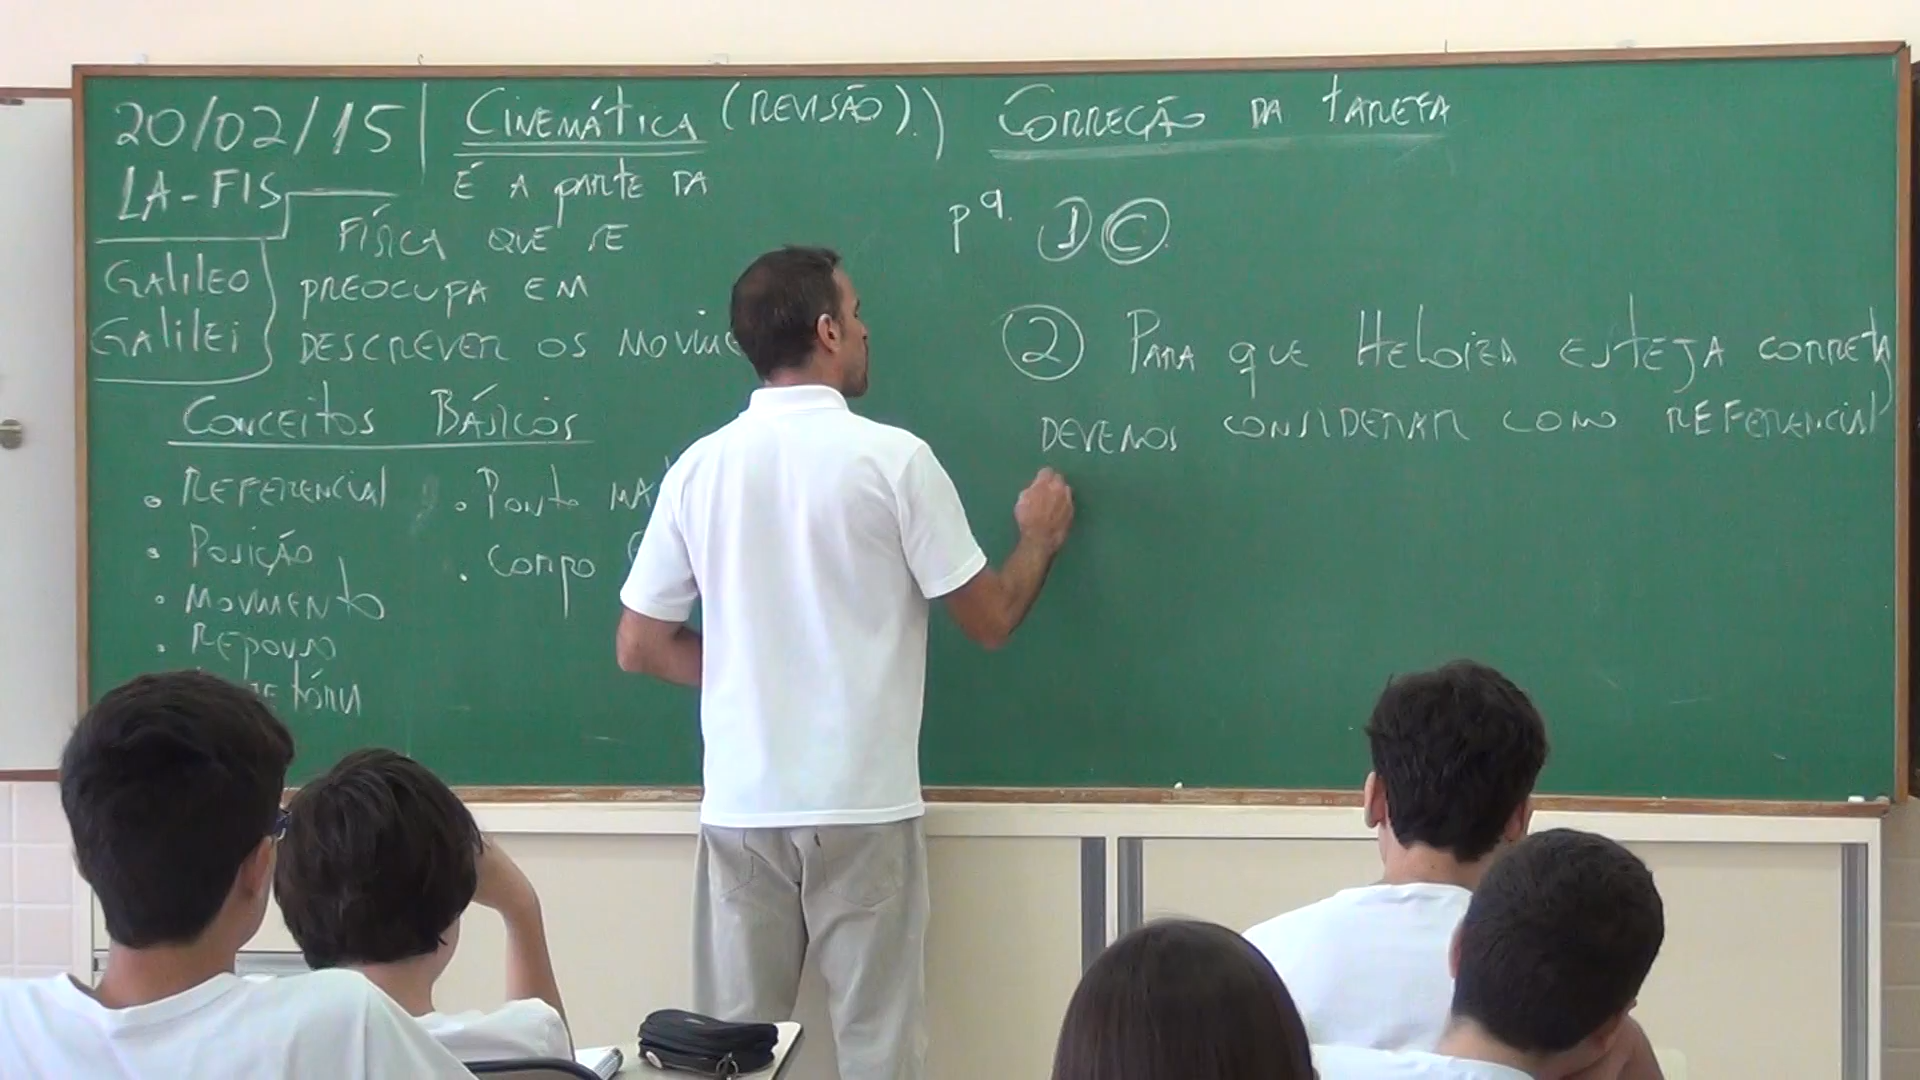 20/02/15
LA-FIS
GALILEO
GALILEI
CINEMÁTICA (REVISÃO)
É A PARTE DA
FÍSICA QUE SE
PREOCUPA EM
DESCREVER OS
CONCEITOS BÁSICOS
• REFERENCIAL
• POSIÇÃO
• MOVIMENTO
• REPOUSO
• PONTO
• CORPO
CORREÇÃO DA TAREFA
p 9. 1 C
2 PARA QUE HELOIZA ESTEJA CORRETA
DEVEMOS CONSIDERAR COMO REFERENCIAL